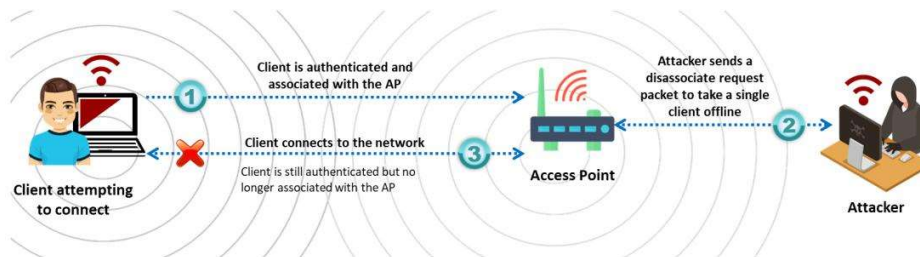 Client is authenticated and
associated with the AP
1
Attacker sends a
disassociate request
packet to take a single
client offline
2
Client connects to the network
3
Client is still authenticated but no
longer associated with the AP
Client attempting
to connect
Access Point
Attacker